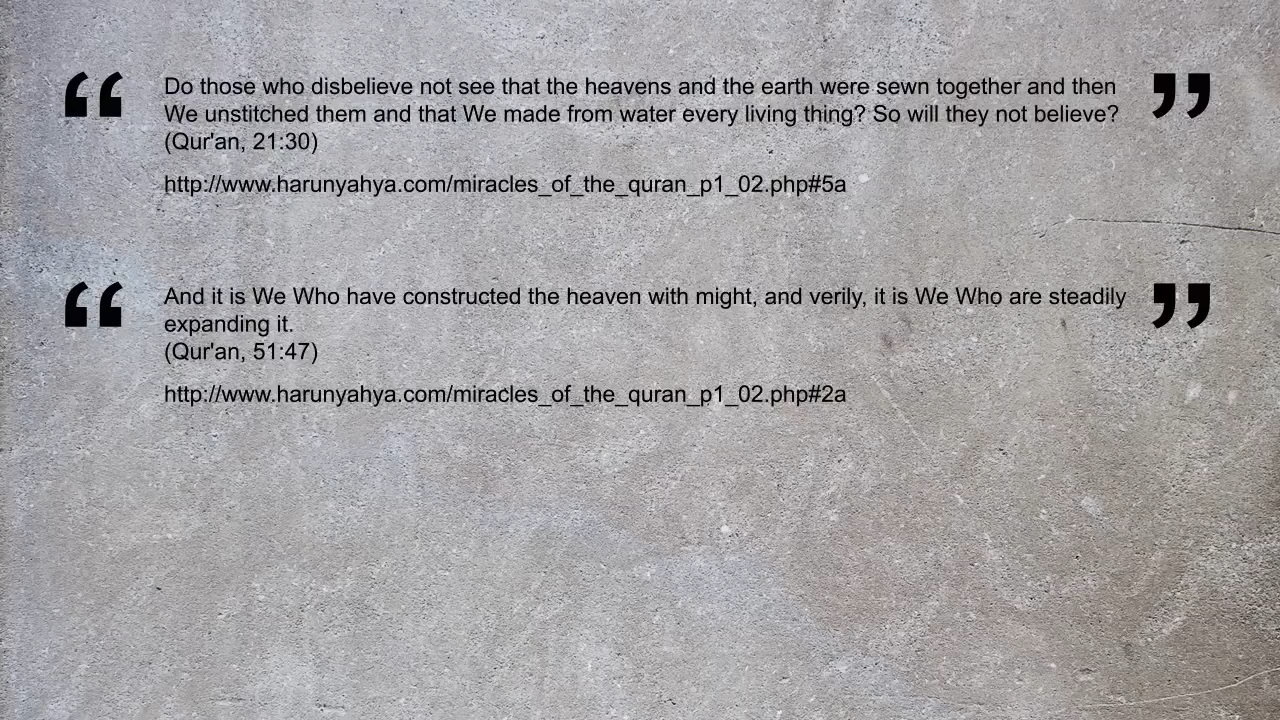 “ Do those who disbelieve not see that the heavens and the earth were sewn together and then ”
We unstitched them and that We made from water every living thing? So will they not believe?
(Qur'an, 21:30)
http://www.harunyahya.com/miracles_of_the_quran_p1_02.php#5a
“ And it is We Who have constructed the heaven with might, and verily, it is We Who are steadily ”
expanding it.
(Qur'an, 51:47)
http://www.harunyahya.com/miracles_of_the_quran_p1_02.php#2a